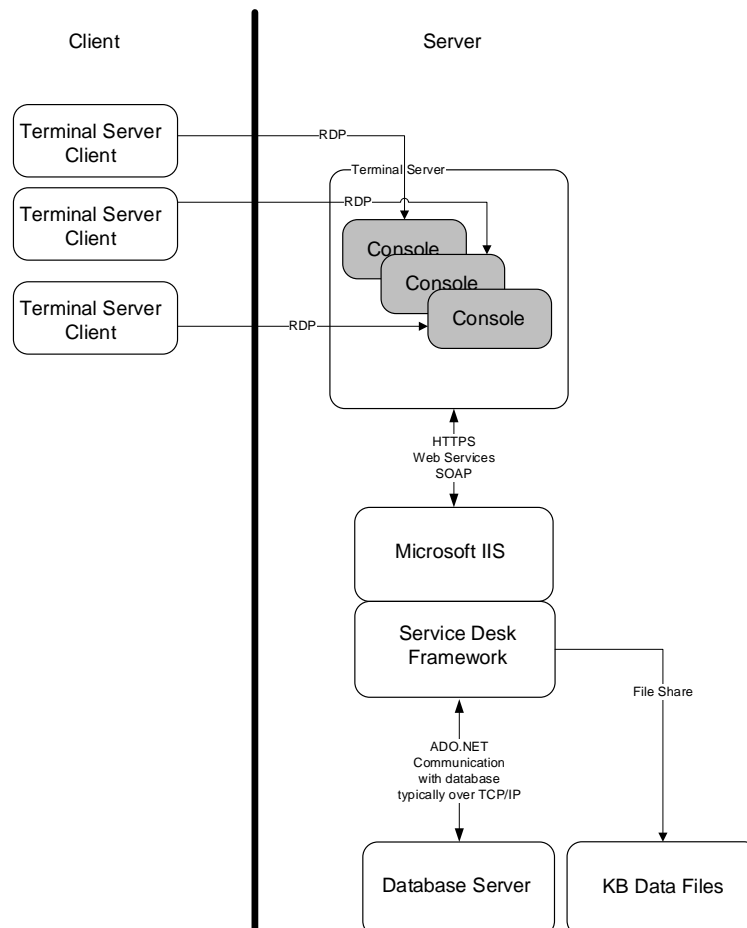 Client
Server
Terminal Server
Client
RDP
Terminal Server
Terminal Server
Client
RDP
Console
Console
Console
Terminal Server
Client
RDP
HTTPS
Web Services
SOAP
Microsoft IIS
Service Desk
Framework
File Share
ADO.NET
Communication
with database
typically over TCP/IP
Database Server
KB Data Files